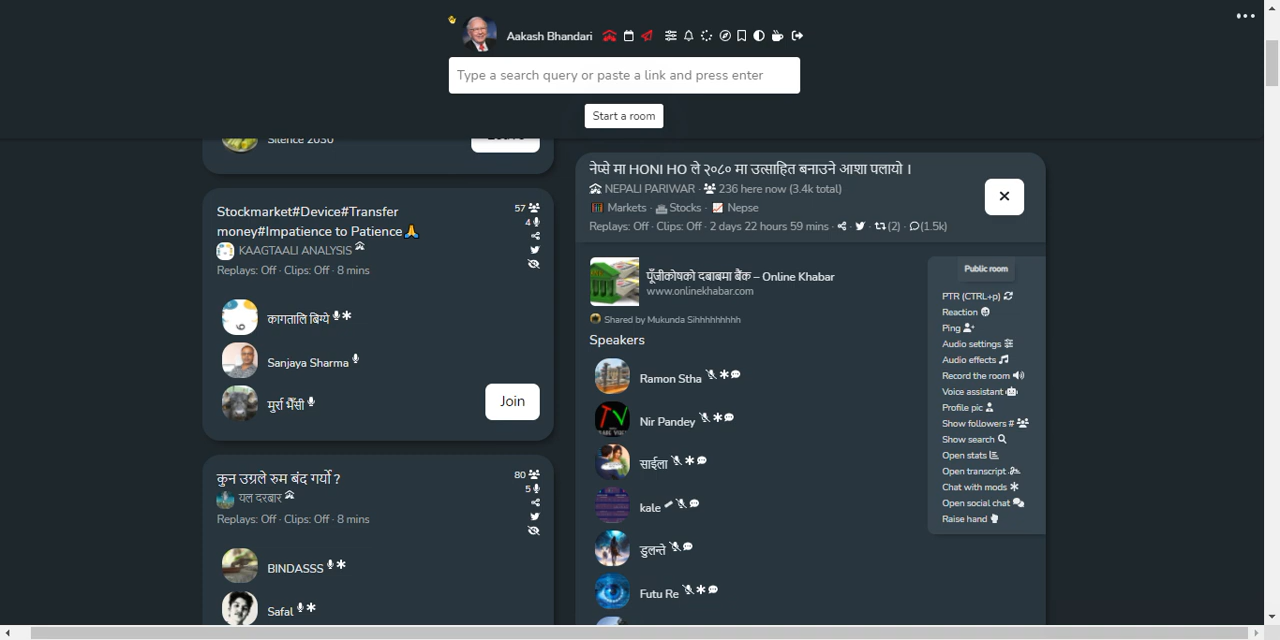 Aakash Bhandari
Type a search query or paste a link and press enter
Start a room
Silence 2030
Stockmarket#Device#Transfer
money#Impatience to Patience🙏
57
4
KAAGTAALI ANALYSIS
Replays: Off · Clips: Off · 8 mins
कागतालि बिग्ये
Sanjaya Sharma
मुर्रा भैँसी
Join
कुन उग्रले रुम बंद गर्यो ?
80
5
यल दरबार
Replays: Off · Clips: Off · 8 mins
BINDASSS
Safal
नेप्से मा HONI HO ले २०८० मा उत्साहित बनाउने आशा पलायो ।
NEPALI PARIWAR · 236 here now (3.4k total)
Markets · Stocks · Nepse
Replays: Off · Clips: Off · 2 days 22 hours 59 mins · · · (2) · (1.5k)
पूँजीकोषको दबाबमा बैंक – Online Khabar
www.onlinekhabar.com
Shared by Mukunda Sihhhhhhhhh
Speakers
Ramon Stha
Nir Pandey
साईला
kale
डुलन्ते
Futu Re
Public room
PTR (CTRL+p)
Reaction
Ping
Audio settings
Audio effects
Record the room
Voice assistant
Profile pic
Show followers #
Show search
Open stats
Open transcript
Chat with mods
Open social chat
Raise hand